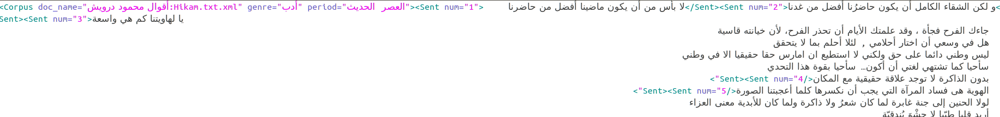 <Corpus doc_name="أقوال محمود درويش:Hikam.txt.xml" genre="أدب" period="العصر الحديث"><Sent num="1"> لا بأس من أن يكون ماضينا أفضل من حاضرنا</Sent><Sent num="2">و لكن الشقاء الكامل أن يكون حاضرُنا أفضل من غدنا<
Sent><Sent num="3">يا لهاويتنا كم هي واسعة
جاءك الفرح فجأة ، وقد علمتك الأيام أن تحذر الفرح، لأن خيانته قاسية
هل في وسعي أن اختار أحلامي , لئلا أحلم بما لا يتحقق
ليس وطني دائما على حق ولكني لا استطيع ان امارس حقا حقيقيا الا في وطني
سأحيا كما تشتهي لغتي أن أكون… سأحيا بقوة هذا التحدي
بدون الذاكرة لا توجد علاقة حقيقية مع المكان</Sent><Sent num="4">
الهوية هى فساد المرآة التي يجب أن نكسرها كلما أعجبتنا الصورة</Sent><Sent num="5">
لولا الحنين إلى جنة غابرة لما كان شعرُ ولا ذاكرة ولما كان للأبدية معنى العزاء
أريد قلبا طيّبا لا حشْوَ بُندقيّة